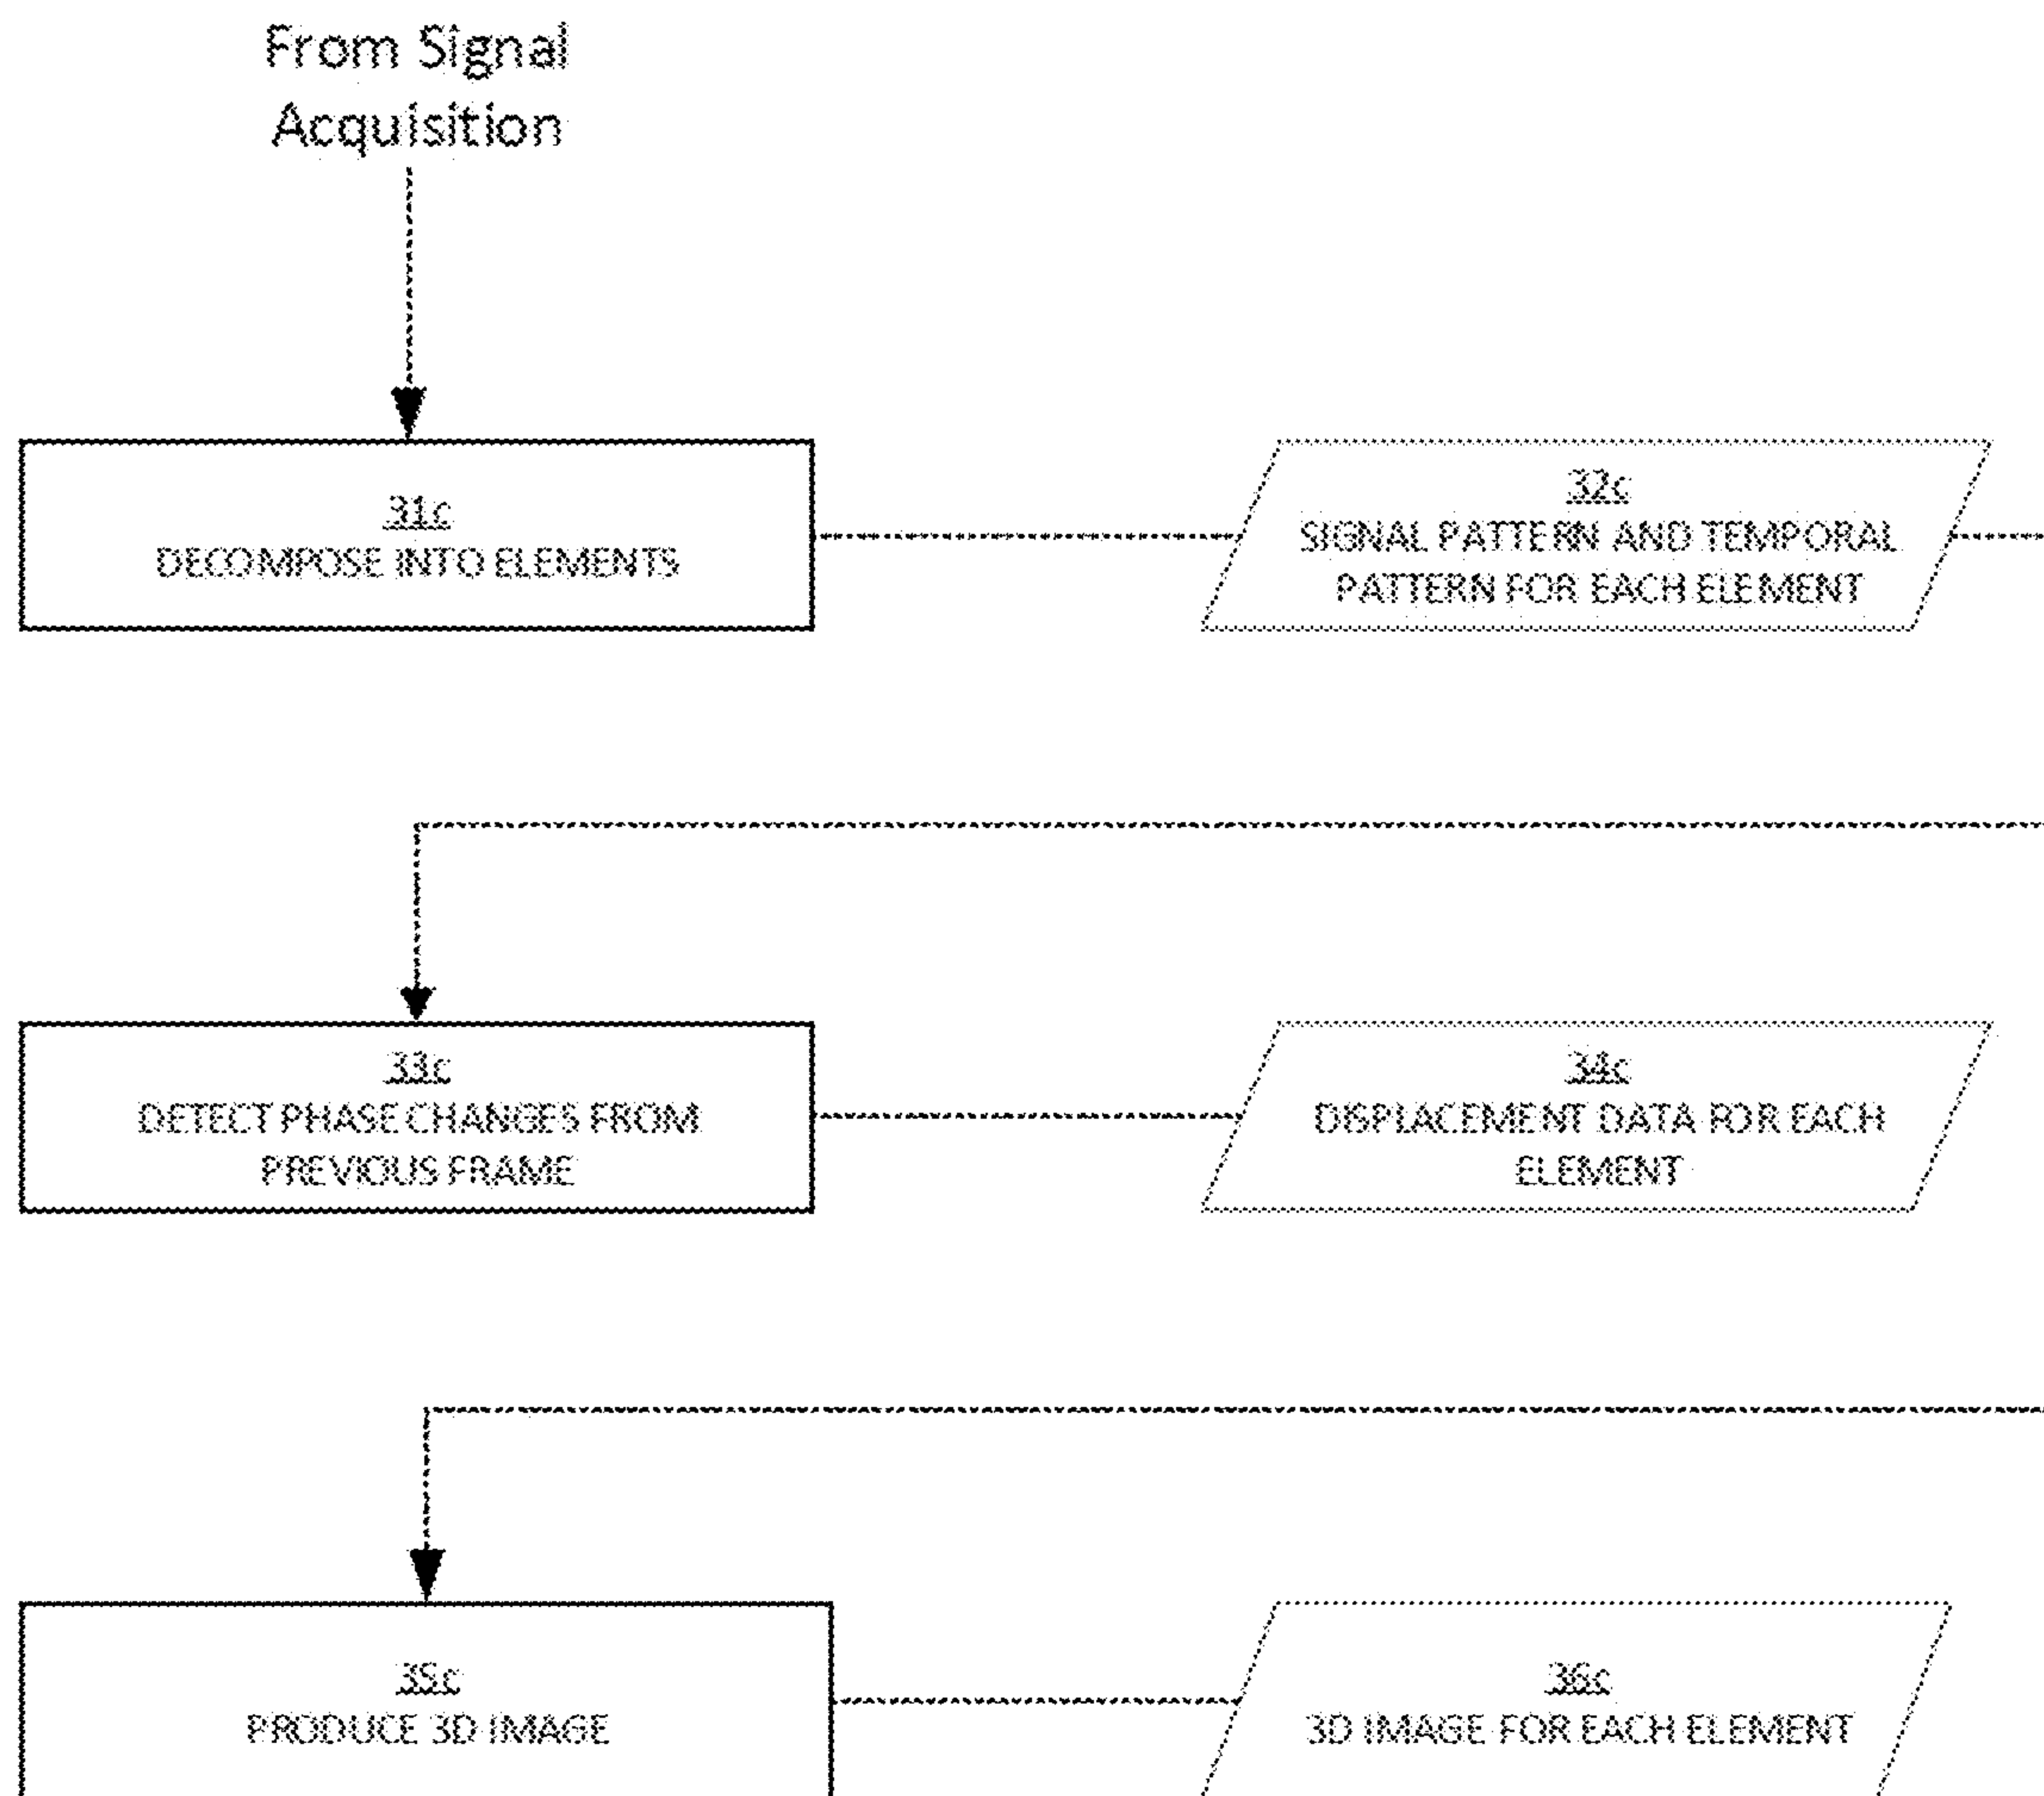 From Signal
Acquisition
31c
DECOMPOSE INTO ELEMENTS
32c
SIGNAL PATTERN AND TEMPORAL
PATTERN FOR EACH ELEMENT
33c
DETECT PHASE CHANGES FROM
PREVIOUS FRAME
34c
DISPLACEMENT DATA FOR EACH
ELEMENT
35c
PRODUCE 3D IMAGE
36c
3D IMAGE FOR EACH ELEMENT